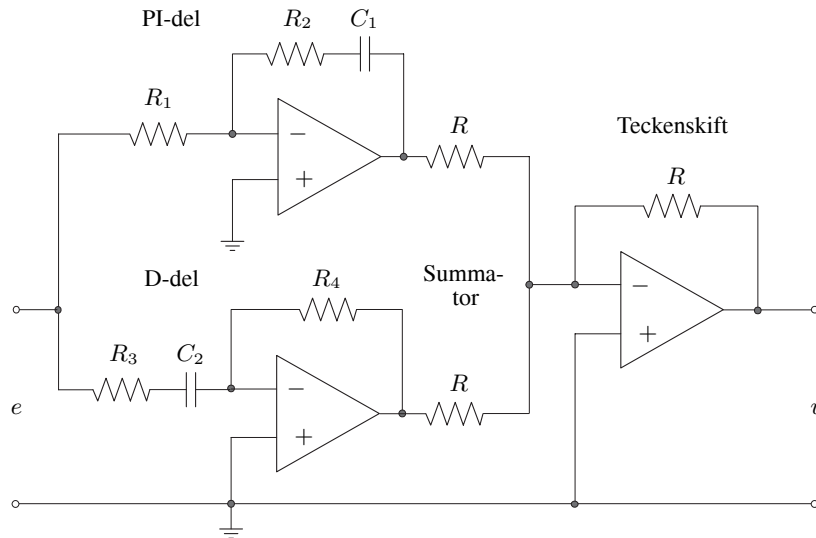 PI-del
R₂
C₁
R₁
−
+
R
Teckenskift
R
D-del
Summa-
tor
R₄
−
+
R₃
C₂
−
+
R
e